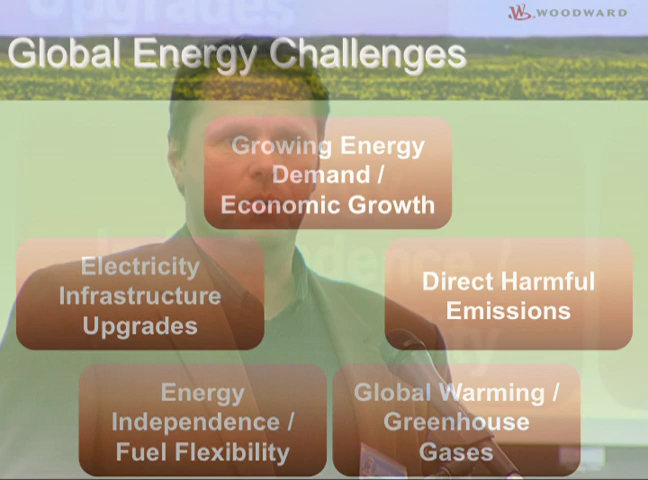 Upgrades
WOODWARD
Global Energy Challenges
Growing Energy
Demand /
Economic Growth
Electricity
Infrastructure
Upgrades
Direct Harmful
Emissions
Energy
Independence /
Fuel Flexibility
Global Warming /
Greenhouse
Gases